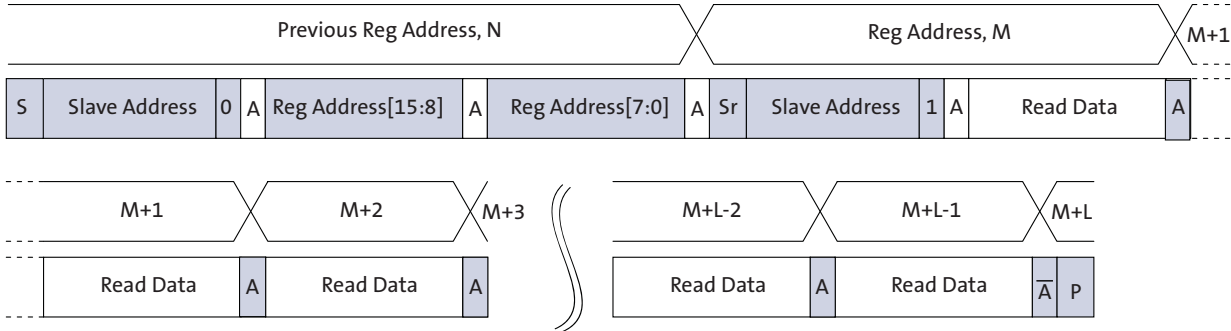 Previous Reg Address, N Reg Address, M M+1
S Slave Address 0 A Reg Address[15:8] A Reg Address[7:0] A Sr Slave Address 1 A Read Data A
M+1 M+2 M+3 M+L-2 M+L-1 M+L
Read Data A Read Data A Read Data A Read Data A̅ P